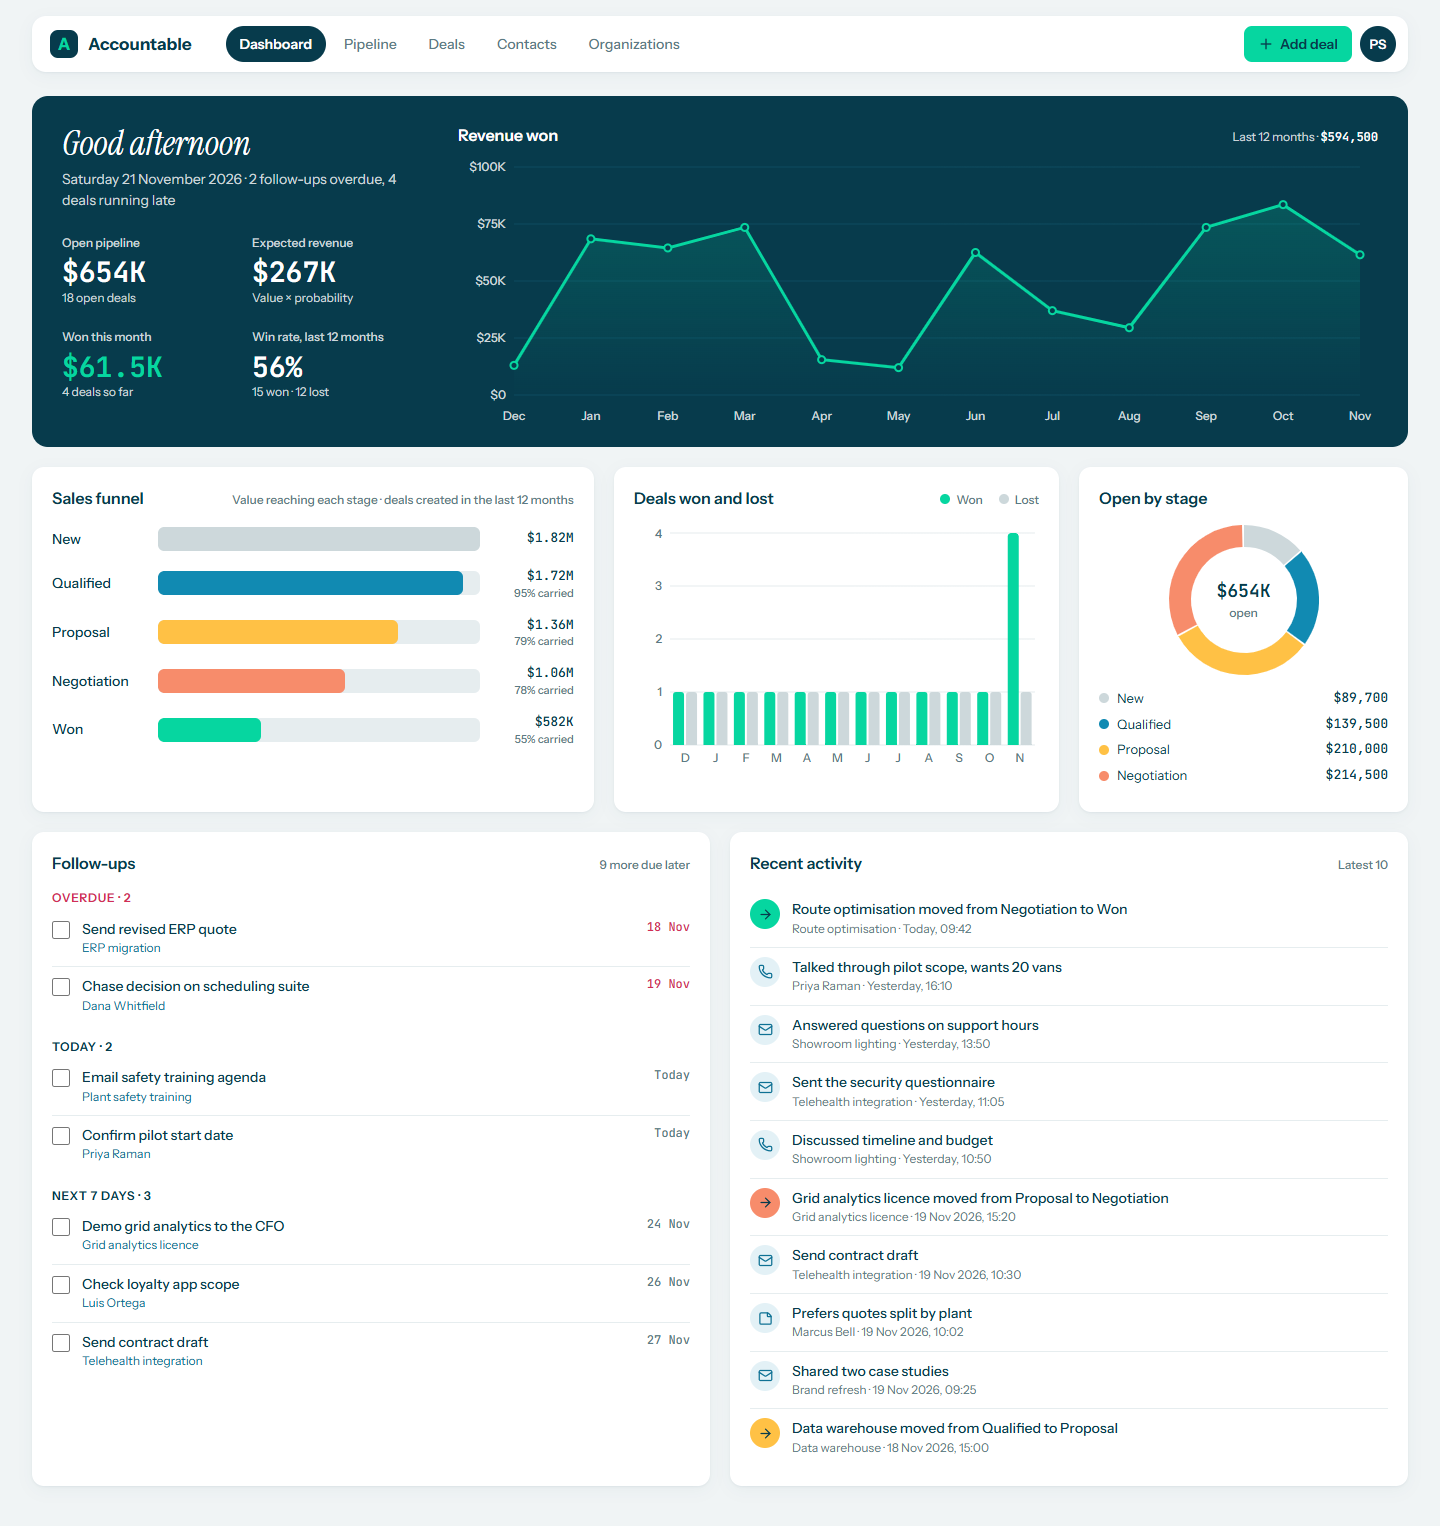 A Accountable Dashboard Pipeline Deals Contacts Organizations + Add deal PS
Good afternoon
Saturday 21 November 2026 · 2 follow-ups overdue, 4
deals running late
Open pipeline
$654K
18 open deals
Expected revenue
$267K
Value × probability
Won this month
$61.5K
4 deals so far
Win rate, last 12 months
56%
15 won · 12 lost
Revenue won
Last 12 months · $594,500
$100K
$75K
$50K
$25K
$0
Dec Jan Feb Mar Apr May Jun Jul Aug Sep Oct Nov
Sales funnel
Value reaching each stage · deals created in the last 12 months
New $1.82M
Qualified $1.72M
95% carried
Proposal $1.36M
79% carried
Negotiation $1.06M
78% carried
Won $582K
55% carried
Deals won and lost
Won Lost
4
3
2
1
0
D J F M A M J J A S O N
Open by stage
$654K
open
New $89,700
Qualified $139,500
Proposal $210,000
Negotiation $214,500
Follow-ups
9 more due later
OVERDUE · 2
Send revised ERP quote 18 Nov
ERP migration
Chase decision on scheduling suite 19 Nov
Dana Whitfield
TODAY · 2
Email safety training agenda Today
Plant safety training
Confirm pilot start date Today
Priya Raman
NEXT 7 DAYS · 3
Demo grid analytics to the CFO 24 Nov
Grid analytics licence
Check loyalty app scope 26 Nov
Luis Ortega
Send contract draft 27 Nov
Telehealth integration
Recent activity
Latest 10
Route optimisation moved from Negotiation to Won
Route optimisation · Today, 09:42
Talked through pilot scope, wants 20 vans
Priya Raman · Yesterday, 16:10
Answered questions on support hours
Showroom lighting · Yesterday, 13:50
Sent the security questionnaire
Telehealth integration · Yesterday, 11:05
Discussed timeline and budget
Showroom lighting · Yesterday, 10:50
Grid analytics licence moved from Proposal to Negotiation
Grid analytics licence · 19 Nov 2026, 15:20
Send contract draft
Telehealth integration · 19 Nov 2026, 10:30
Prefers quotes split by plant
Marcus Bell · 19 Nov 2026, 10:02
Shared two case studies
Brand refresh · 19 Nov 2026, 09:25
Data warehouse moved from Qualified to Proposal
Data warehouse · 18 Nov 2026, 15:00